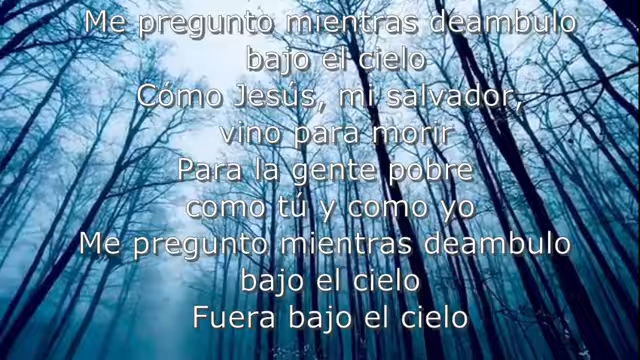 Me pregunto mientras deambulo
bajo el cielo
Cómo Jesús, mi salvador,
vino para morir
Para la gente pobre
como tú y como yo
Me pregunto mientras deambulo
bajo el cielo
Fuera bajo el cielo